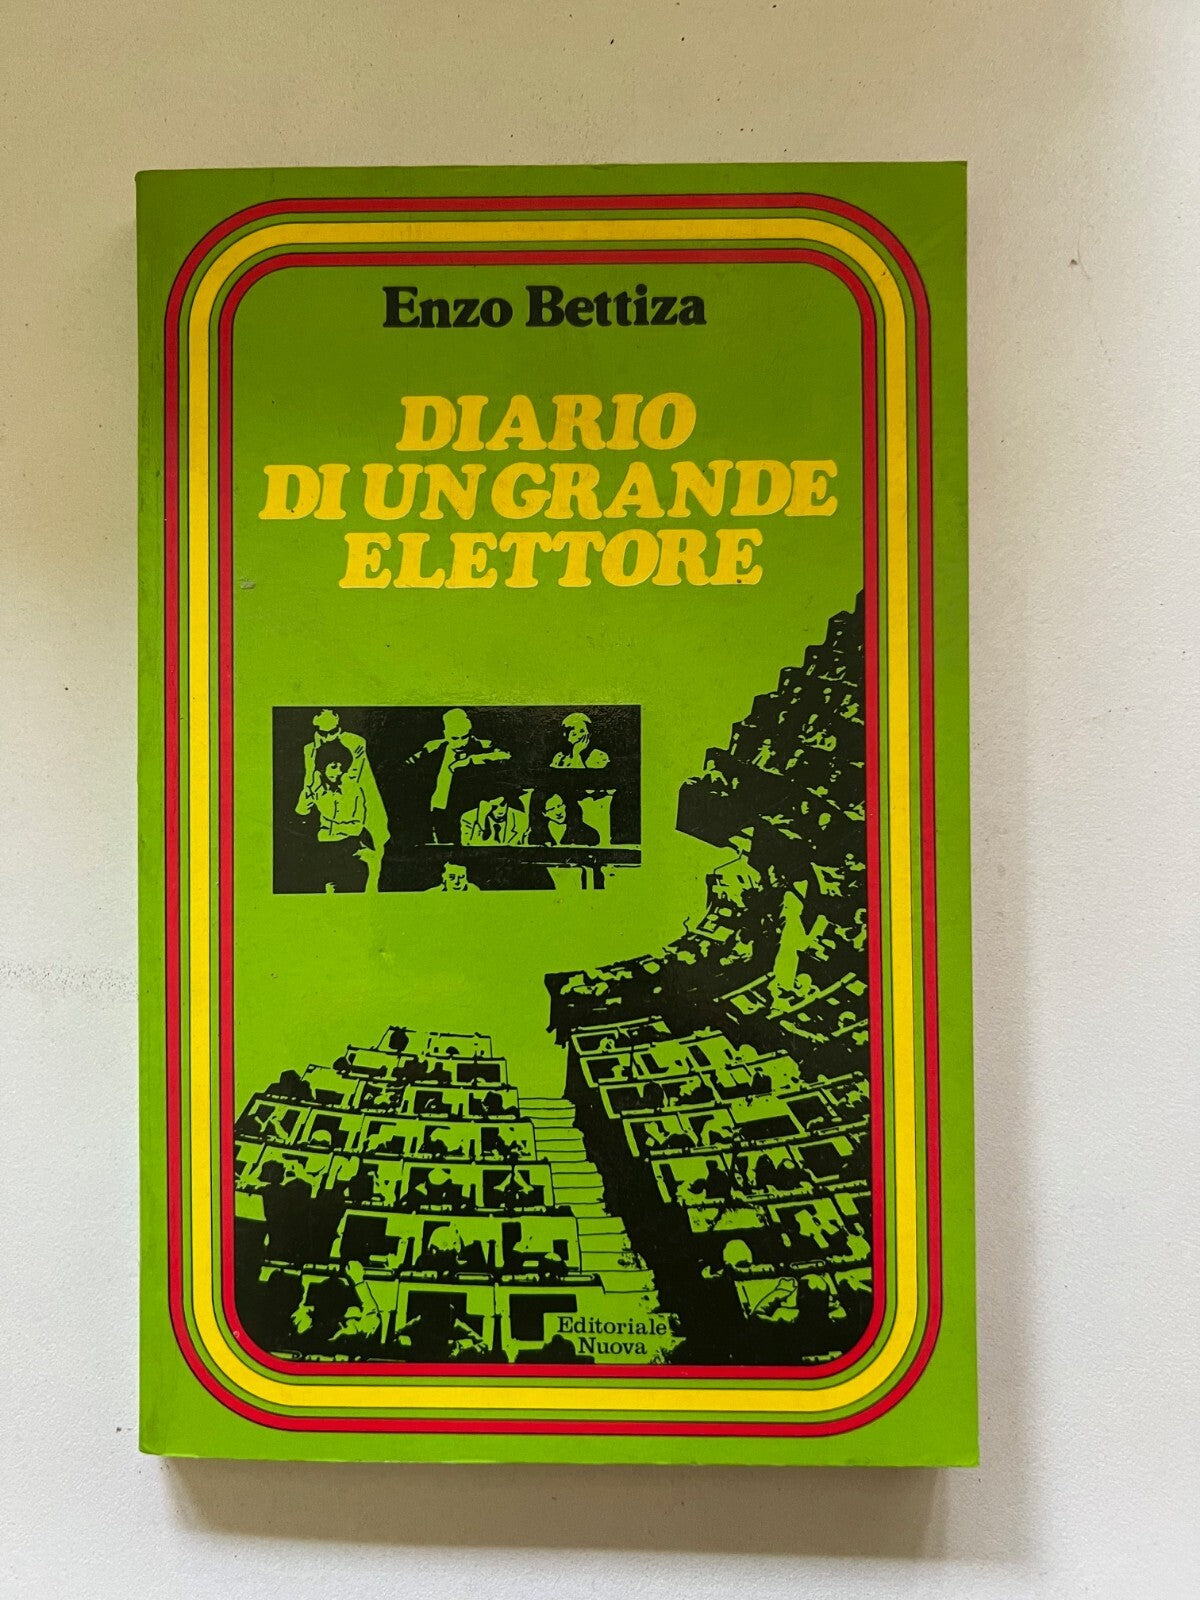 Enzo Bettiza
DIARIO
DI UN GRANDE
ELETTORE
Editoriale
Nuova